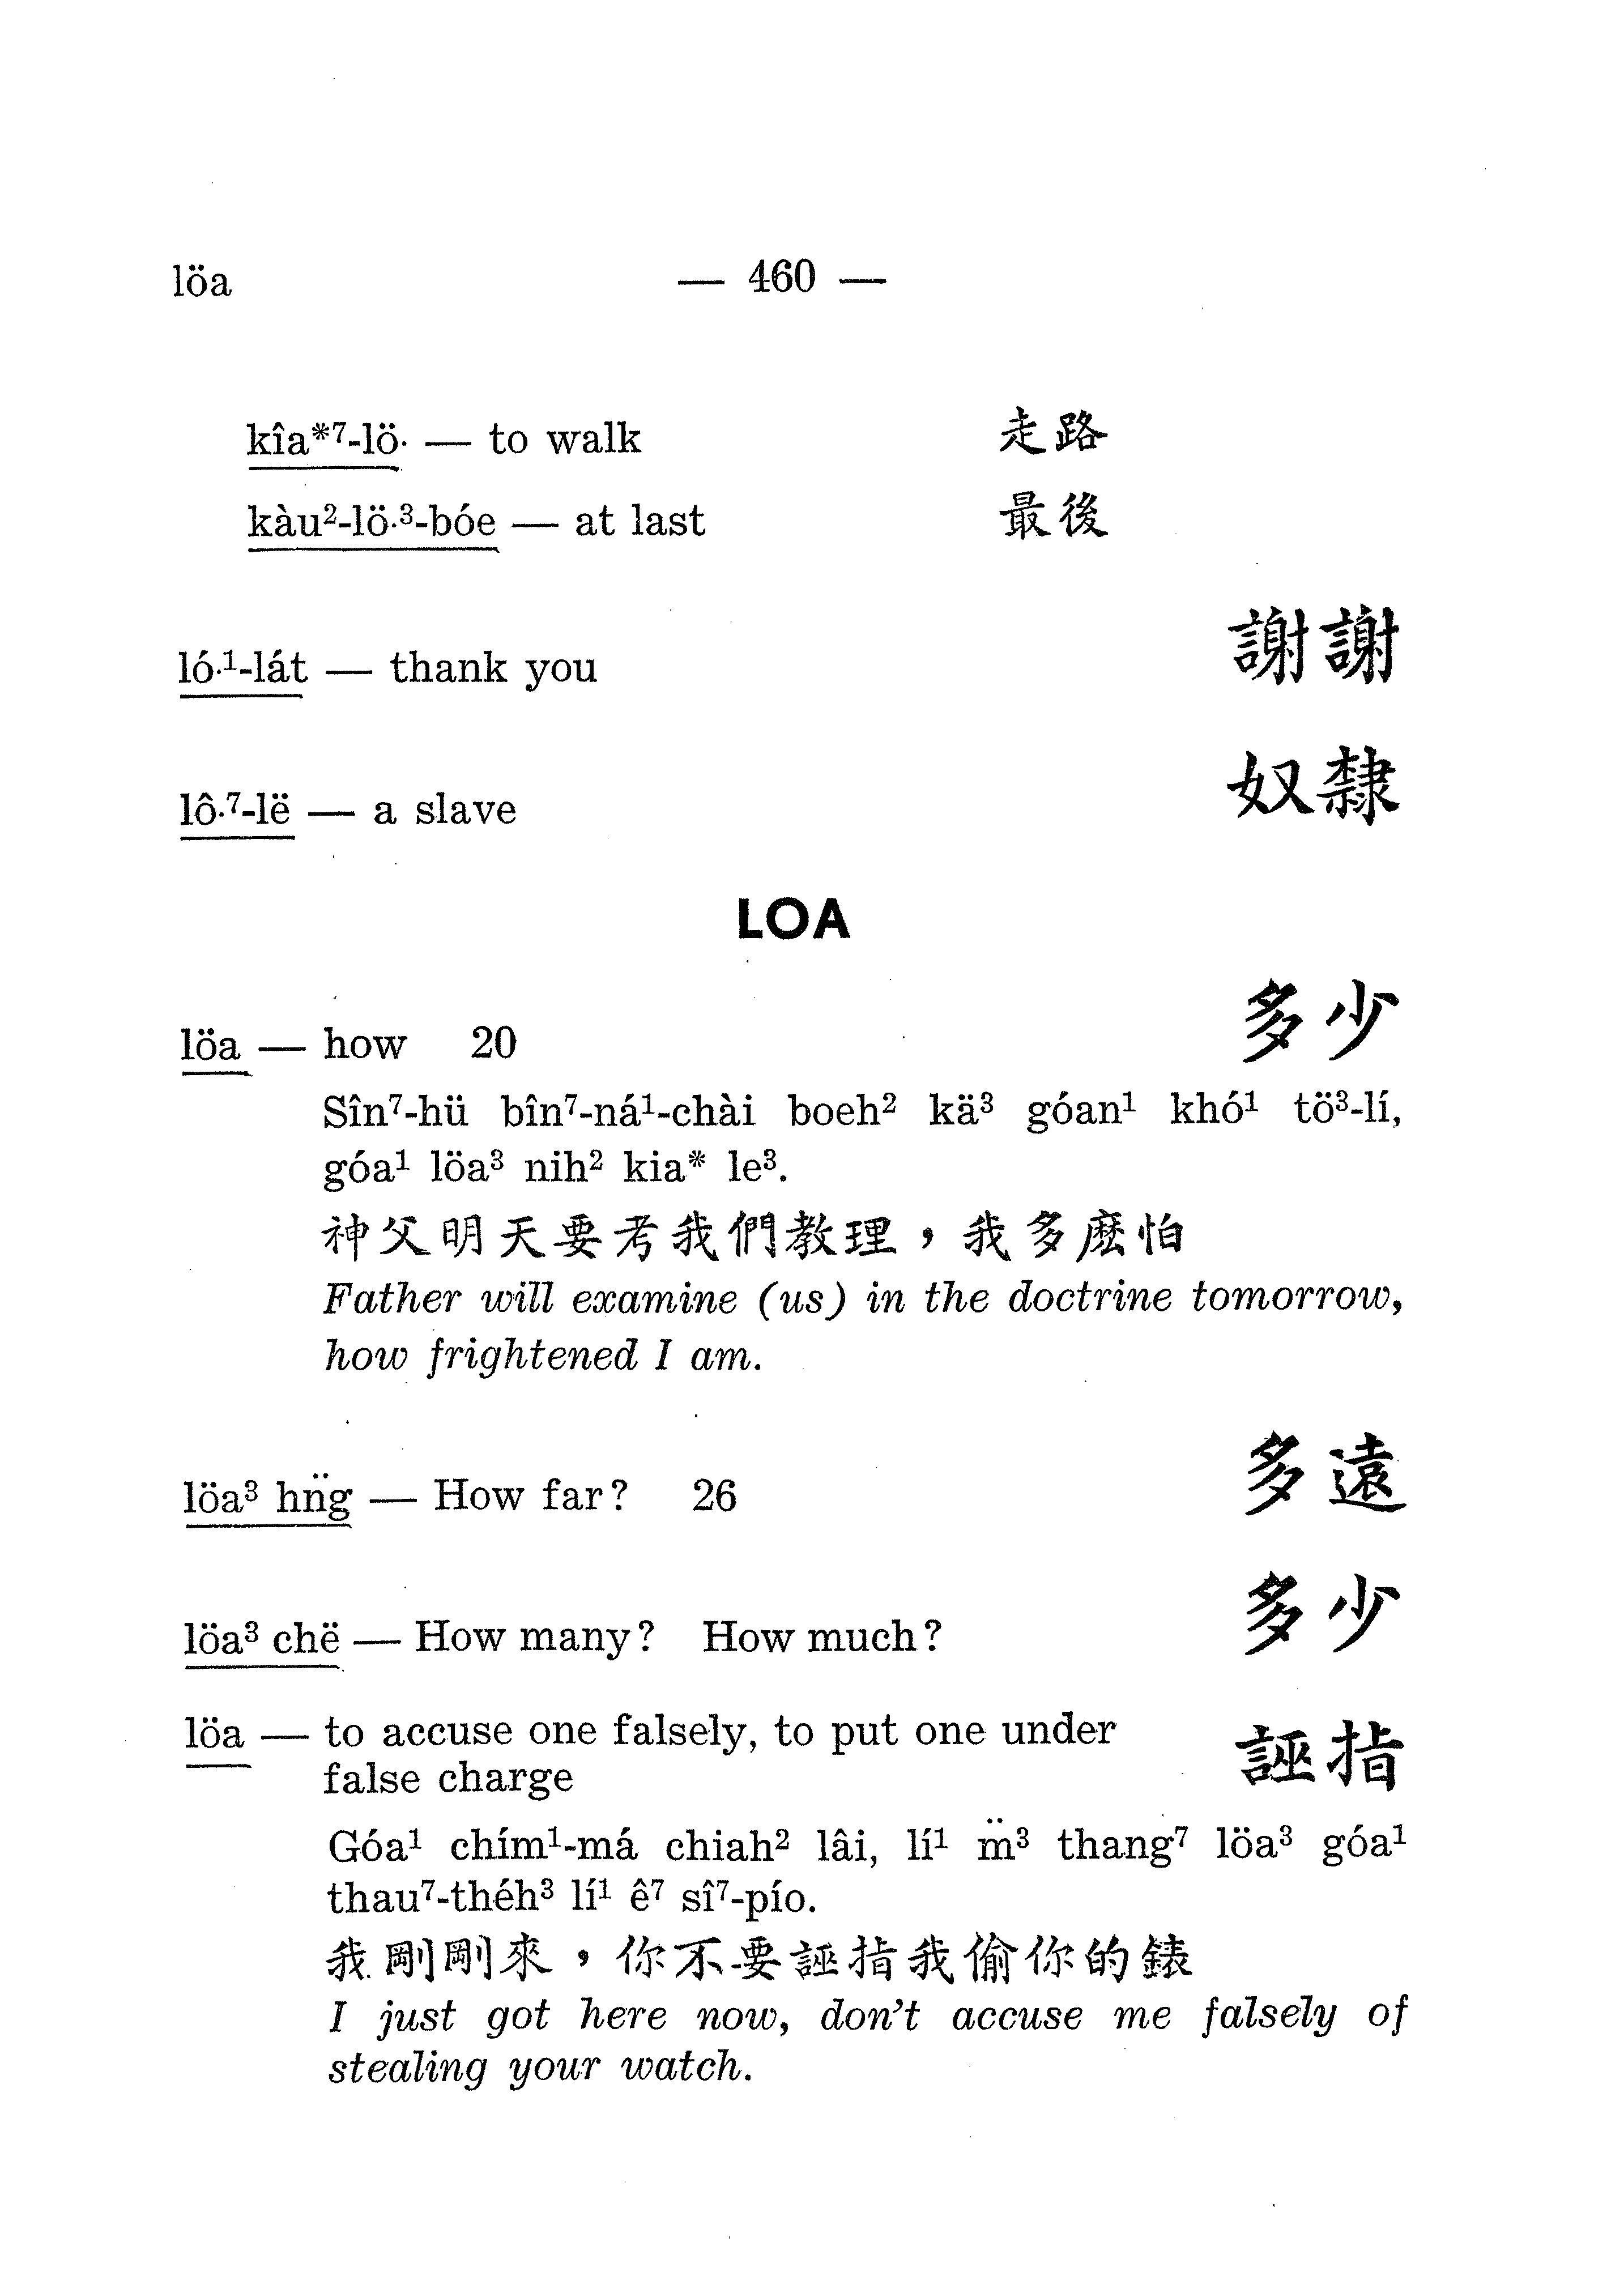 löa — 460 —
kîa*⁷-lö· — to walk 走路
kàu²-lö·³-bóe — at last 最後
ló·¹-lát — thank you 謝謝
lô·⁷-lë — a slave 奴隸
LOA
löa — how 20 多少
Sîn⁷-hü bîn⁷-ná¹-chài boeh² kä³ góan¹ khó¹ tö³-lí,
góa¹ löa³ nih² kia* le³.
神父明天要考我們教理，我多麽怕
Father will examine (us) in the doctrine tomorrow,
how frightened I am.
löa³ hn̈g — How far? 26 多遠
löa³ chë — How many? How much? 多少
löa — to accuse one falsely, to put one under
false charge 誣指
Góa¹ chím¹-má chiah² lâi, lí¹ m̈³ thang⁷ löa³ góa¹
thau⁷-théh³ lí¹ ê⁷ sî⁷-pío.
我剛剛來，你不要誣指我偷你的錶
I just got here now, don't accuse me falsely of
stealing your watch.